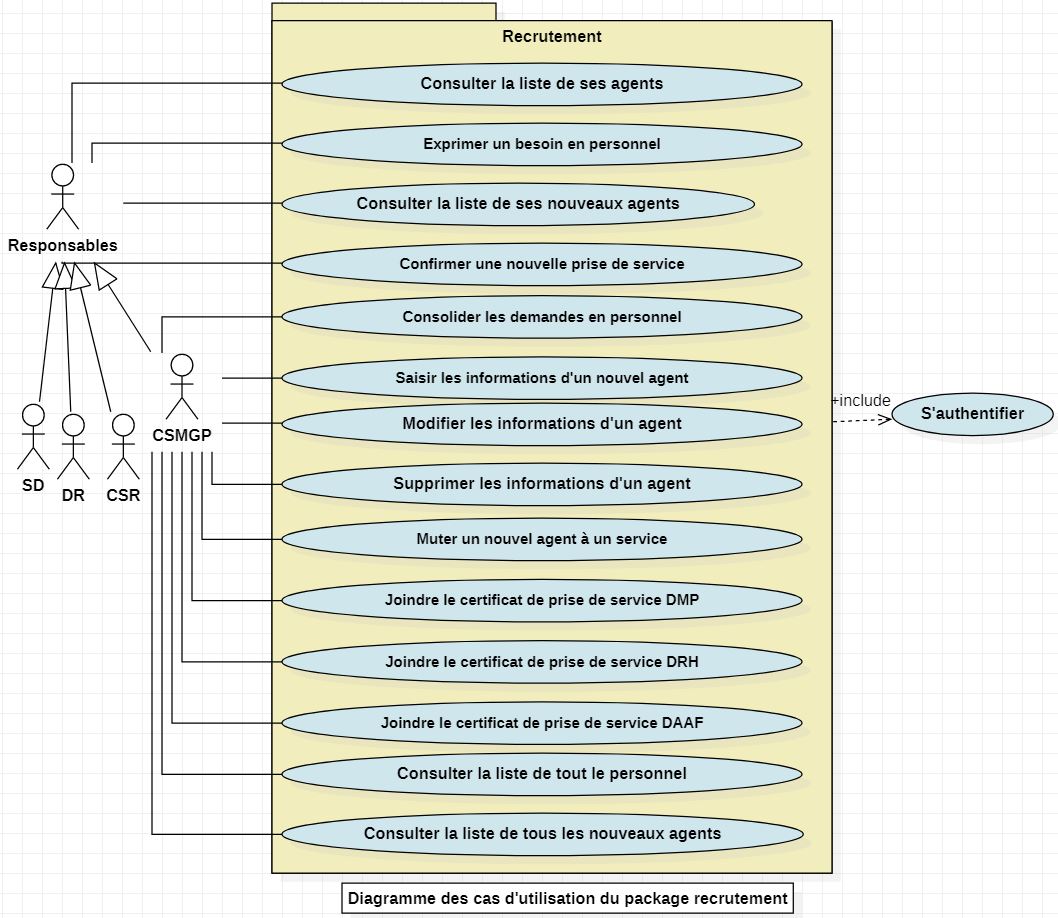 Recrutement
Consulter la liste de ses agents
Exprimer un besoin en personnel
Consulter la liste de ses nouveaux agents
Responsables
Confirmer une nouvelle prise de service
Consolider les demandes en personnel
Saisir les informations d'un nouvel agent
+include
S'authentifier
Modifier les informations d'un agent
CSMGP
Supprimer les informations d'un agent
SD
DR
CSR
Muter un nouvel agent à un service
Joindre le certificat de prise de service DMP
Joindre le certificat de prise de service DRH
Joindre le certificat de prise de service DAAF
Consulter la liste de tout le personnel
Consulter la liste de tous les nouveaux agents
Diagramme des cas d'utilisation du package recrutement